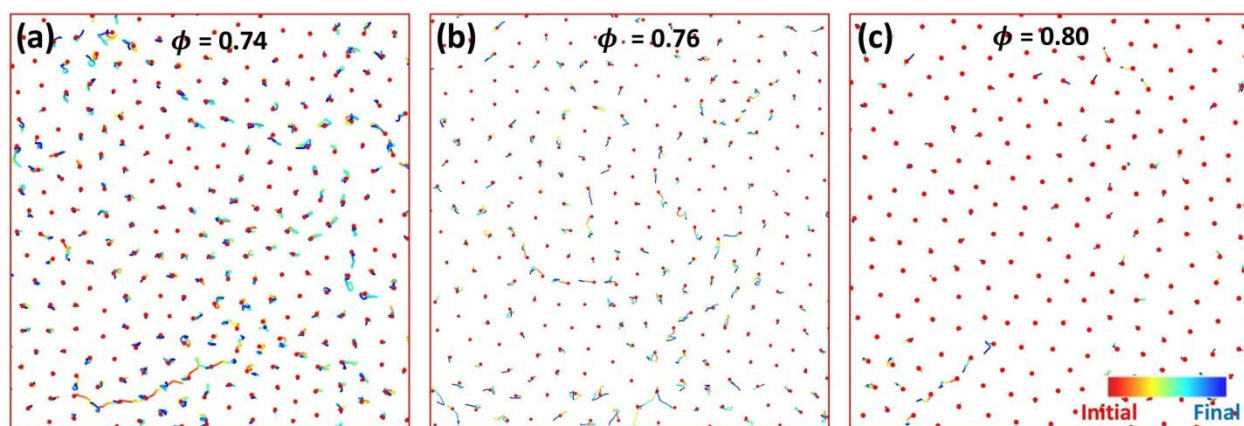 (a) ϕ = 0.74
(b) ϕ = 0.76
(c) ϕ = 0.80
Initial Final